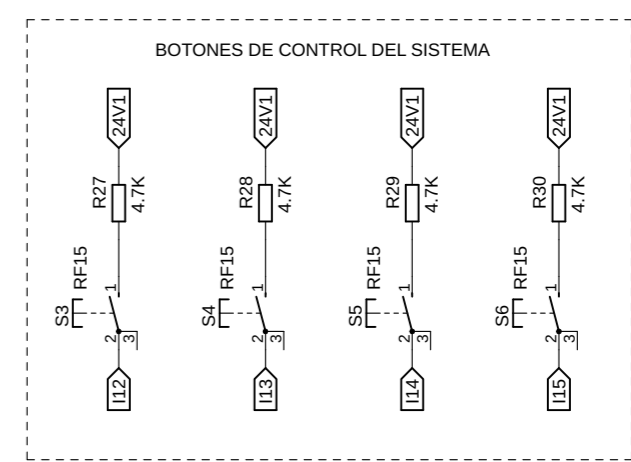 BOTONES DE CONTROL DEL SISTEMA
24V1
24V1
24V1
24V1
R27
4.7K
R28
4.7K
R29
4.7K
R30
4.7K
RF15
RF15
RF15
RF15
S3
1
2
3
S4
1
2
3
S5
1
2
3
S6
1
2
3
I12
I13
I14
I15